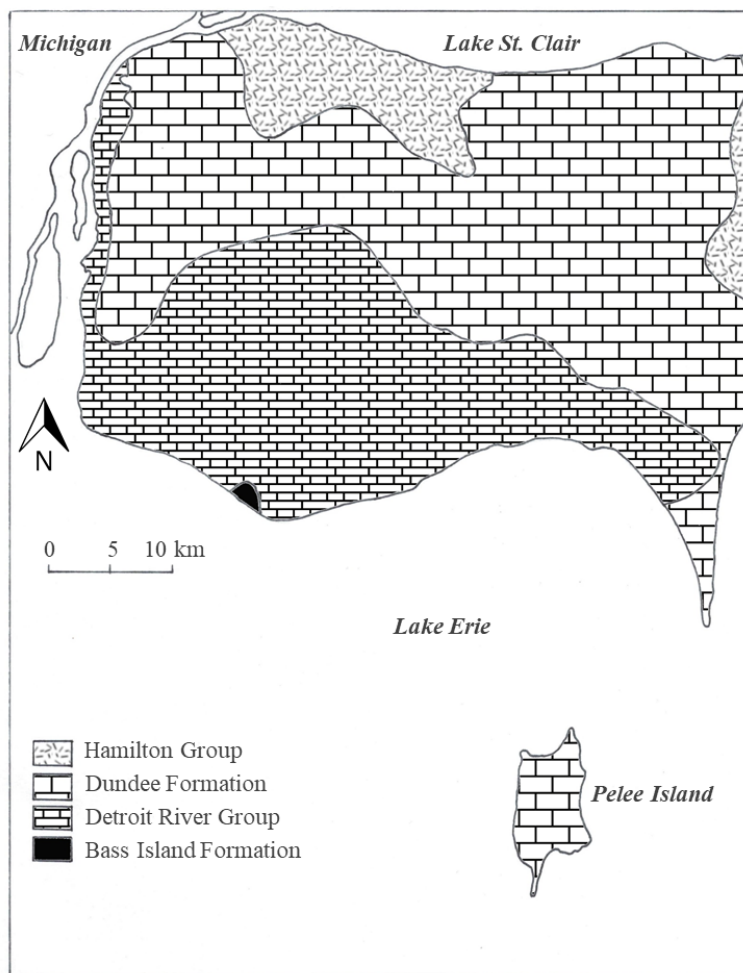 Michigan
Lake St. Clair
N
0 5 10 km
Lake Erie
Hamilton Group
Dundee Formation
Detroit River Group
Bass Island Formation
Pelee Island